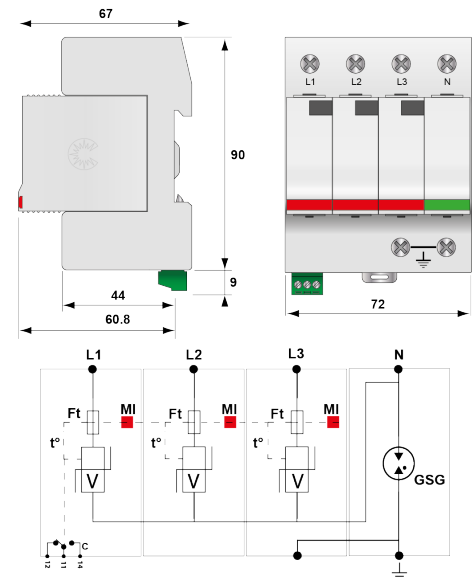 67
90
9
44
60.8
L1 L2 L3 N
72
L1 L2 L3 N
Ft MI Ft MI Ft MI
t° t° t°
V V V
GSG
C
12 11 14